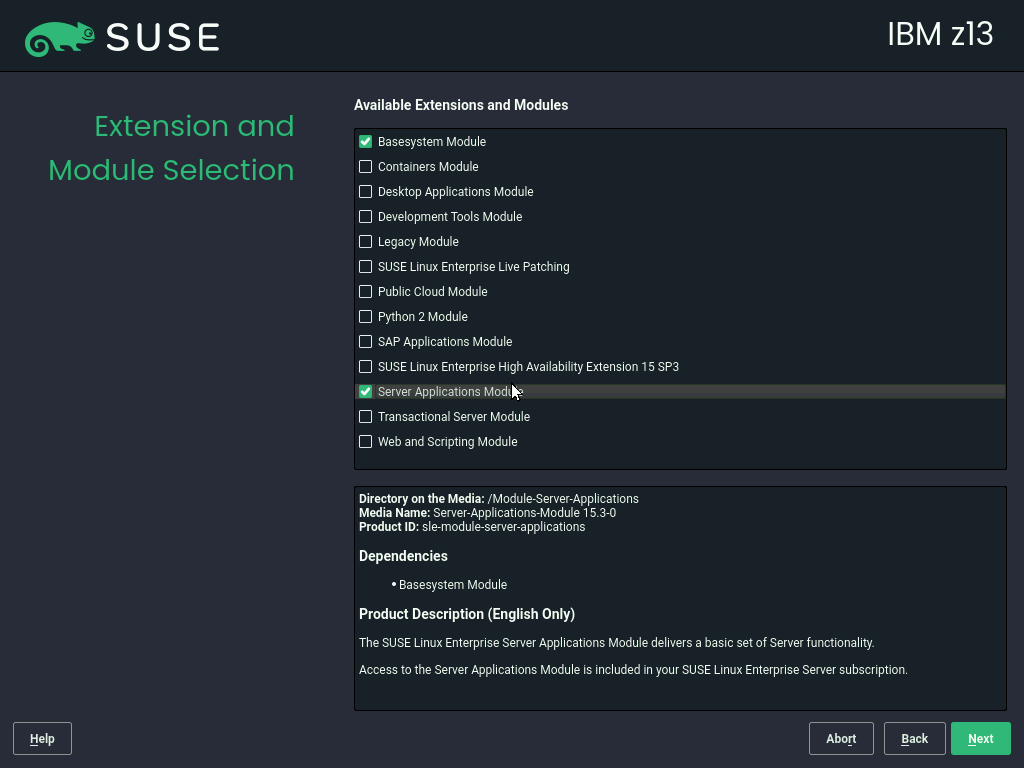 SUSE
IBM z13
Extension and
Module Selection
Available Extensions and Modules
Basesystem Module
Containers Module
Desktop Applications Module
Development Tools Module
Legacy Module
SUSE Linux Enterprise Live Patching
Public Cloud Module
Python 2 Module
SAP Applications Module
SUSE Linux Enterprise High Availability Extension 15 SP3
Server Applications Module
Transactional Server Module
Web and Scripting Module
Directory on the Media: /Module-Server-Applications
Media Name: Server-Applications-Module 15.3-0
Product ID: sle-module-server-applications
Dependencies
• Basesystem Module
Product Description (English Only)
The SUSE Linux Enterprise Server Applications Module delivers a basic set of Server functionality.
Access to the Server Applications Module is included in your SUSE Linux Enterprise Server subscription.
Help
Abort
Back
Next